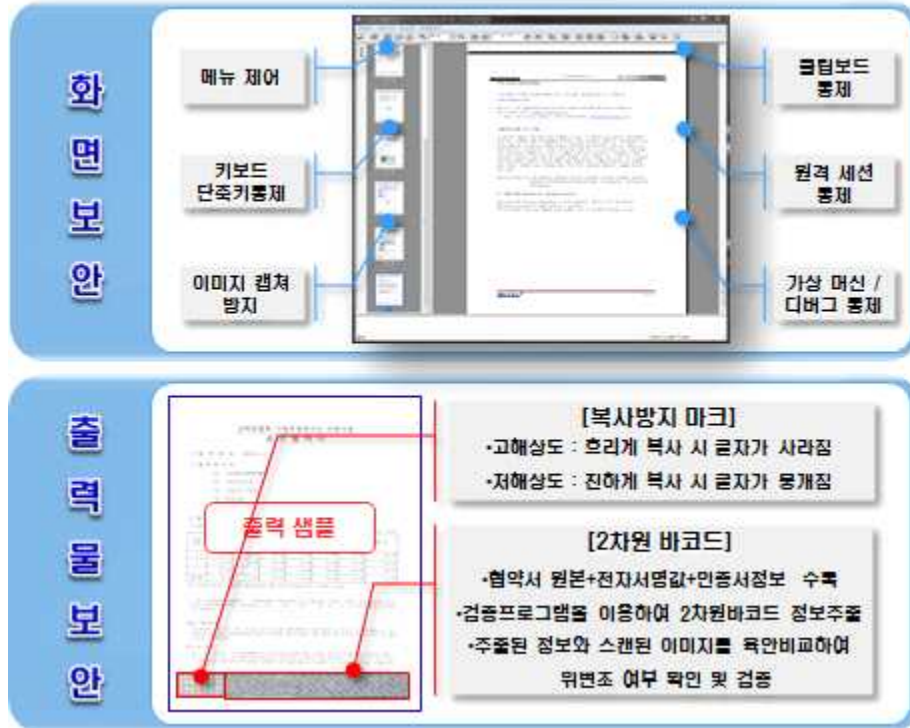 화면보안
메뉴 제어
키보드
단축키통제
이미지 캡쳐
방지
클립보드
통제
원격 세션
통제
가상 머신 /
디버그 통제
출력물보안
출력 샘플
[복사방지 마크]
•고해상도 : 흐리게 복사 시 글자가 사라짐
•저해상도 : 진하게 복사 시 글자가 뭉개짐
[2차원 바코드]
•협약서 원본+전자서명값+인증서정보 수록
•검증프로그램을 이용하여 2차원바코드 정보추출
•추출된 정보와 스캔된 이미지를 육안비교하여
위변조 여부 확인 및 검증